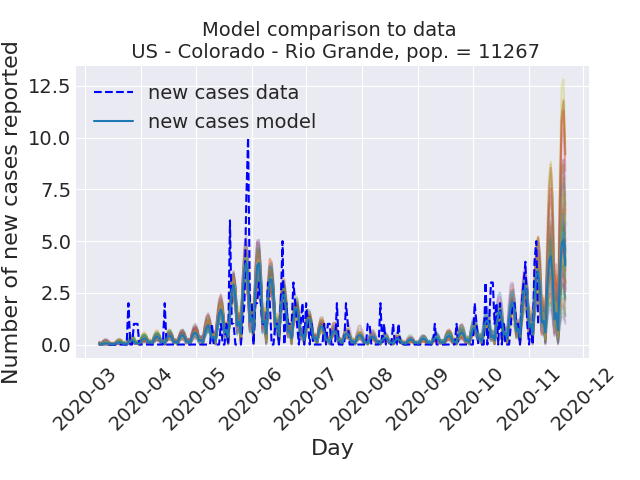 Model comparison to data
US - Colorado - Rio Grande, pop. = 11267
Number of new cases reported
12.5
10.0
7.5
5.0
2.5
0.0
new cases data
new cases model
2020-03
2020-04
2020-05
2020-06
2020-07
2020-08
2020-09
2020-10
2020-11
2020-12
Day